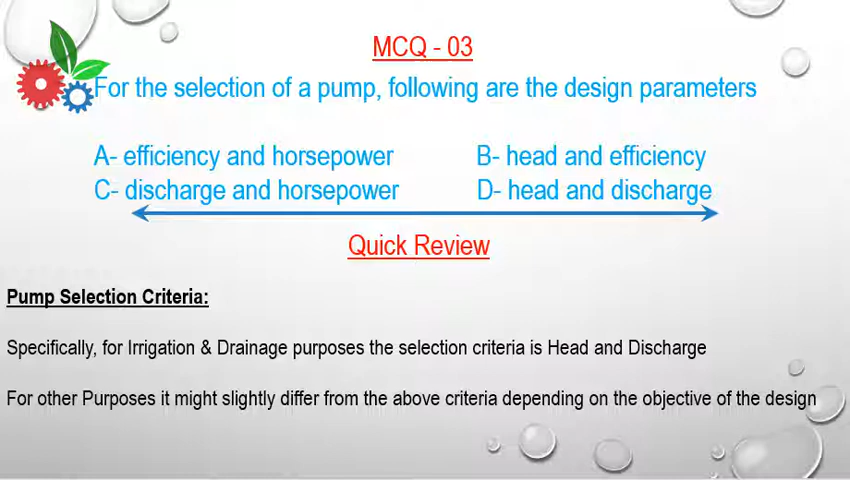 MCQ - 03
For the selection of a pump, following are the design parameters
A- efficiency and horsepower B- head and efficiency
C- discharge and horsepower D- head and discharge
Quick Review
Pump Selection Criteria:
Specifically, for Irrigation & Drainage purposes the selection criteria is Head and Discharge
For other Purposes it might slightly differ from the above criteria depending on the objective of the design